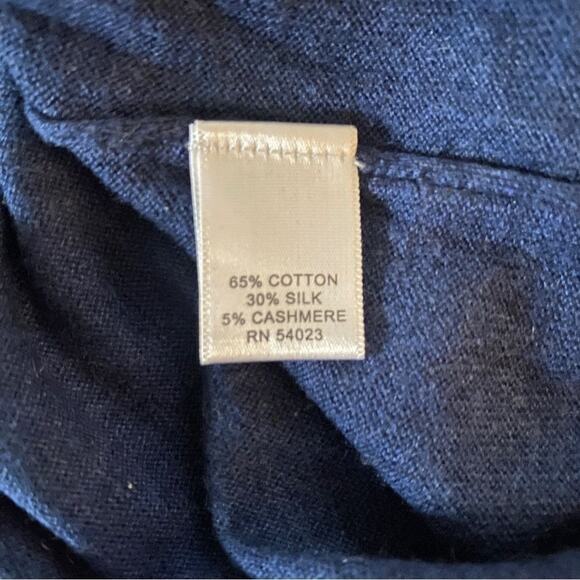 65% COTTON
30% SILK
5% CASHMERE
RN 54023